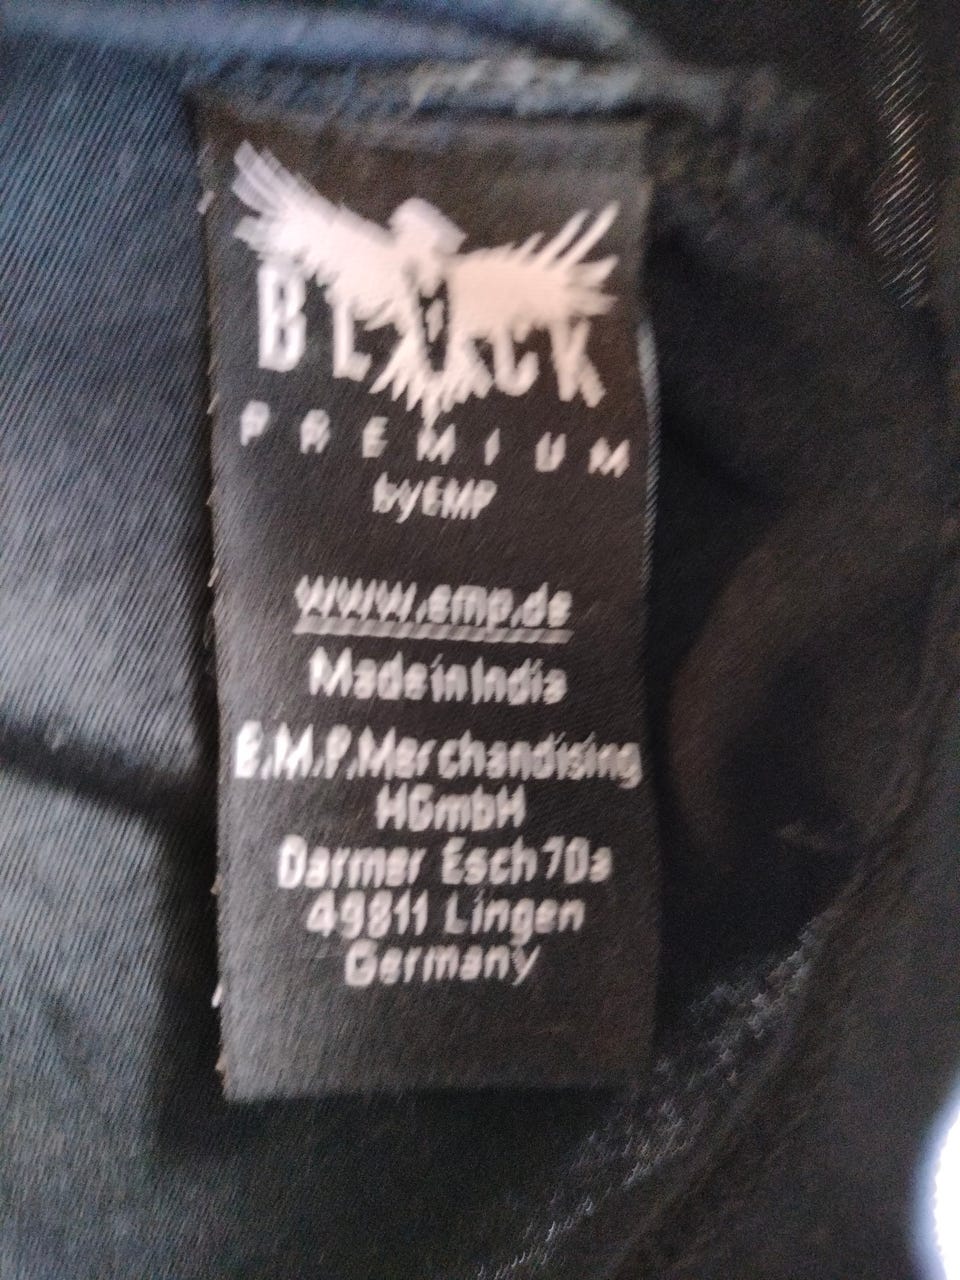 BLACK
PREMIUM
by EMP
www.emp.de
Made in India
E.M.P. Merchandising
HGmbH
Darmer Esch 70a
49811 Lingen
Germany